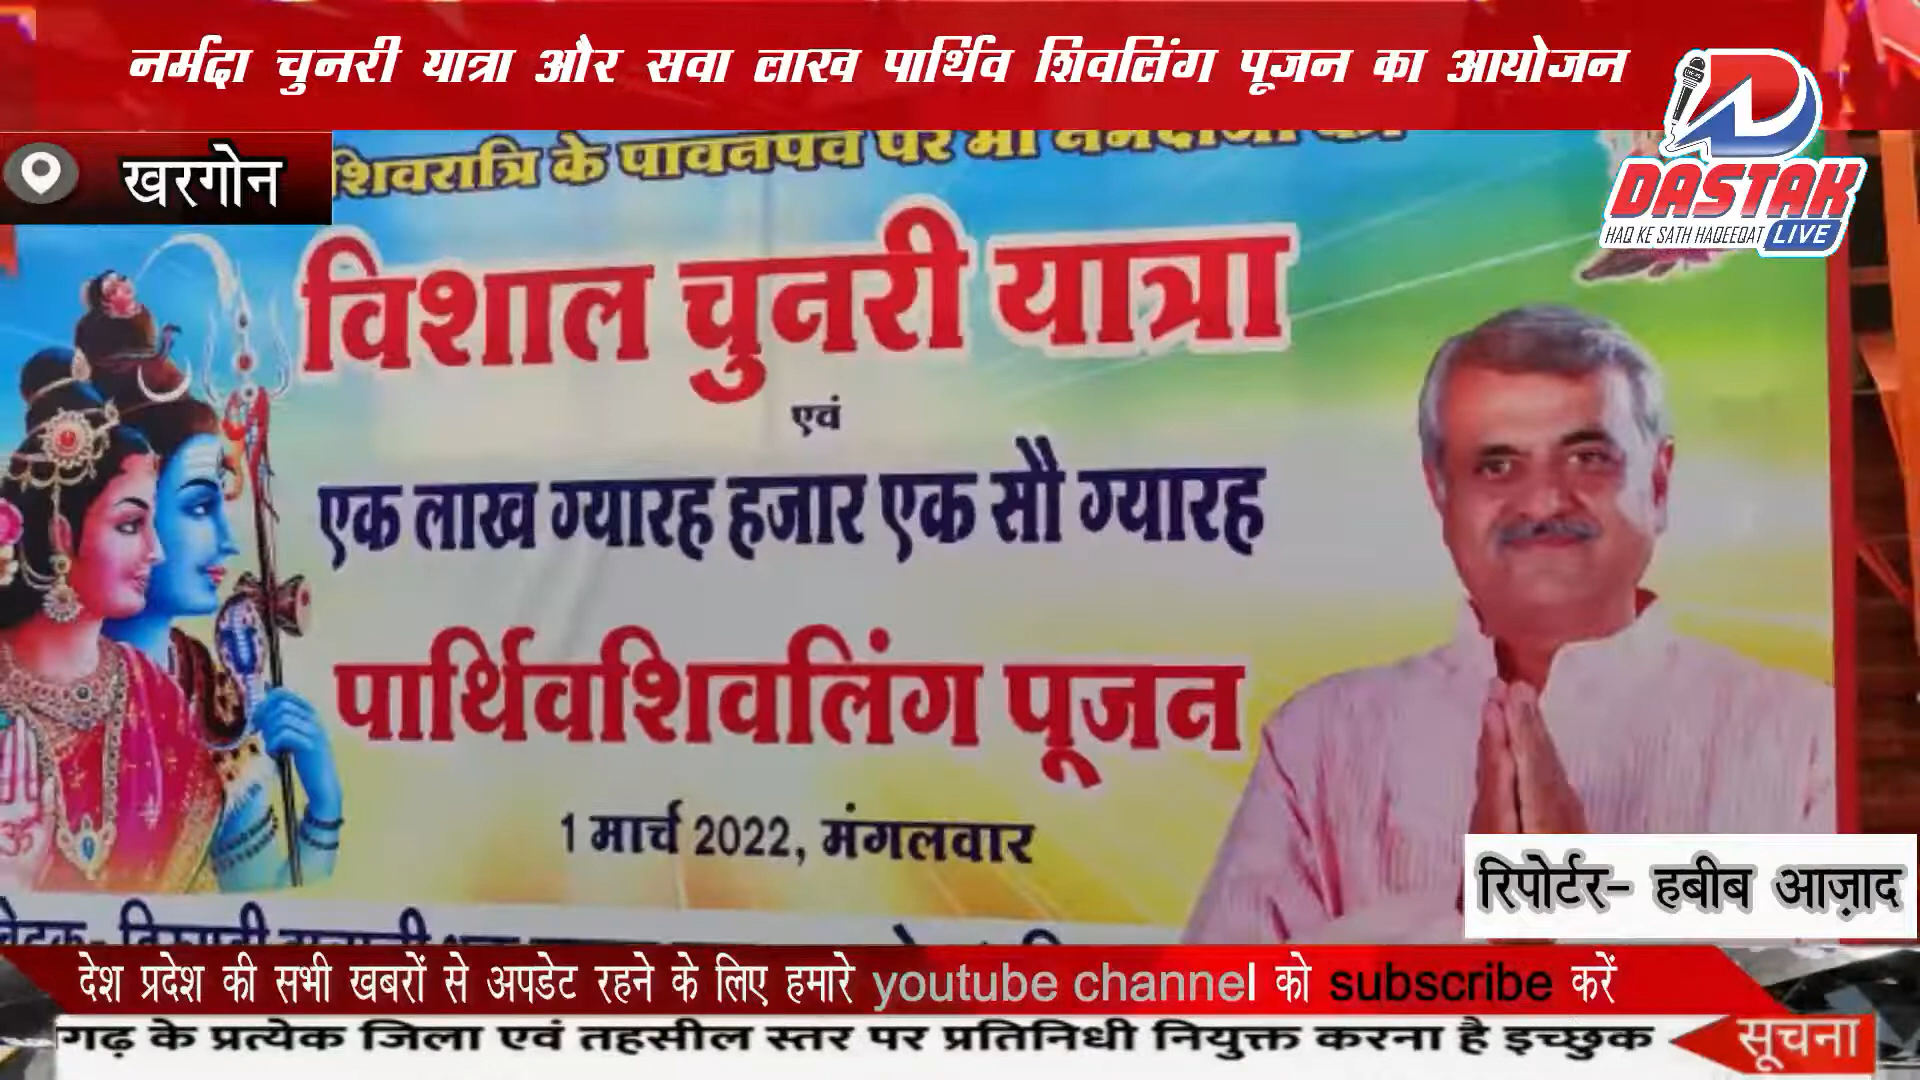 नर्मदा चुनरी यात्रा और सवा लाख पार्थिव शिवलिंग पूजन का आयोजन
DASTAK
HAQ KE SATH HAQEEQAT LIVE
खरगोन
शिवरात्रि के पावनपर्व पर माँ नर्मदाजी की
विशाल चुनरी यात्रा
एवं
एक लाख ग्यारह हजार एक सौ ग्यारह
पार्थिवशिवलिंग पूजन
1 मार्च 2022, मंगलवार
रिपोर्टर- हबीब आज़ाद
देश प्रदेश की सभी खबरों से अपडेट रहने के लिए हमारे youtube channel को subscribe करें
गढ़ के प्रत्येक जिला एवं तहसील स्तर पर प्रतिनिधी नियुक्त करना है इच्छुक
सूचना